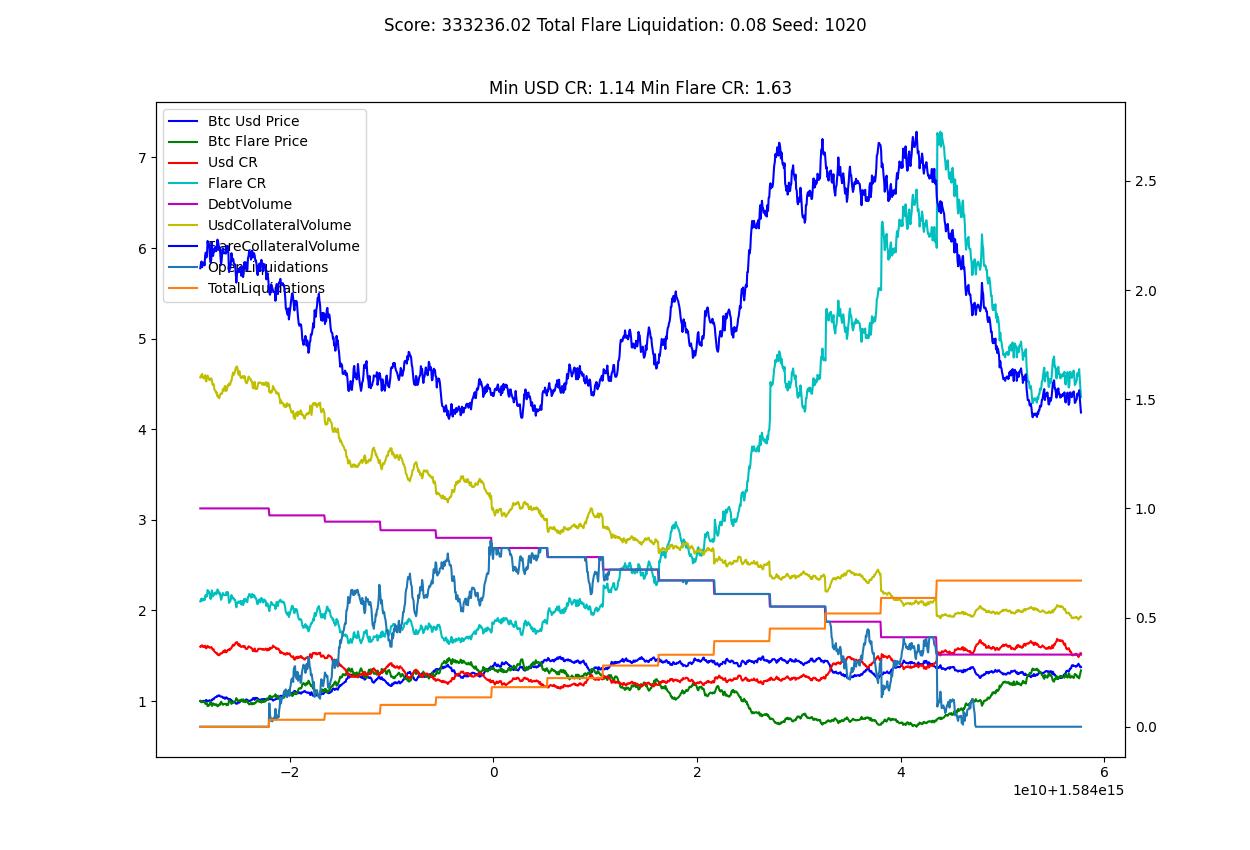 Score: 333236.02 Total Flare Liquidation: 0.08 Seed: 1020
Min USD CR: 1.14 Min Flare CR: 1.63
Btc Usd Price
Btc Flare Price
Usd CR
Flare CR
DebtVolume
UsdCollateralVolume
FlareCollateralVolume
OpenLiquidations
TotalLiquidations
7
6
5
4
3
2
1
2.5
2.0
1.5
1.0
0.5
0.0
−2
0
2
4
6
1e10+1.584e15